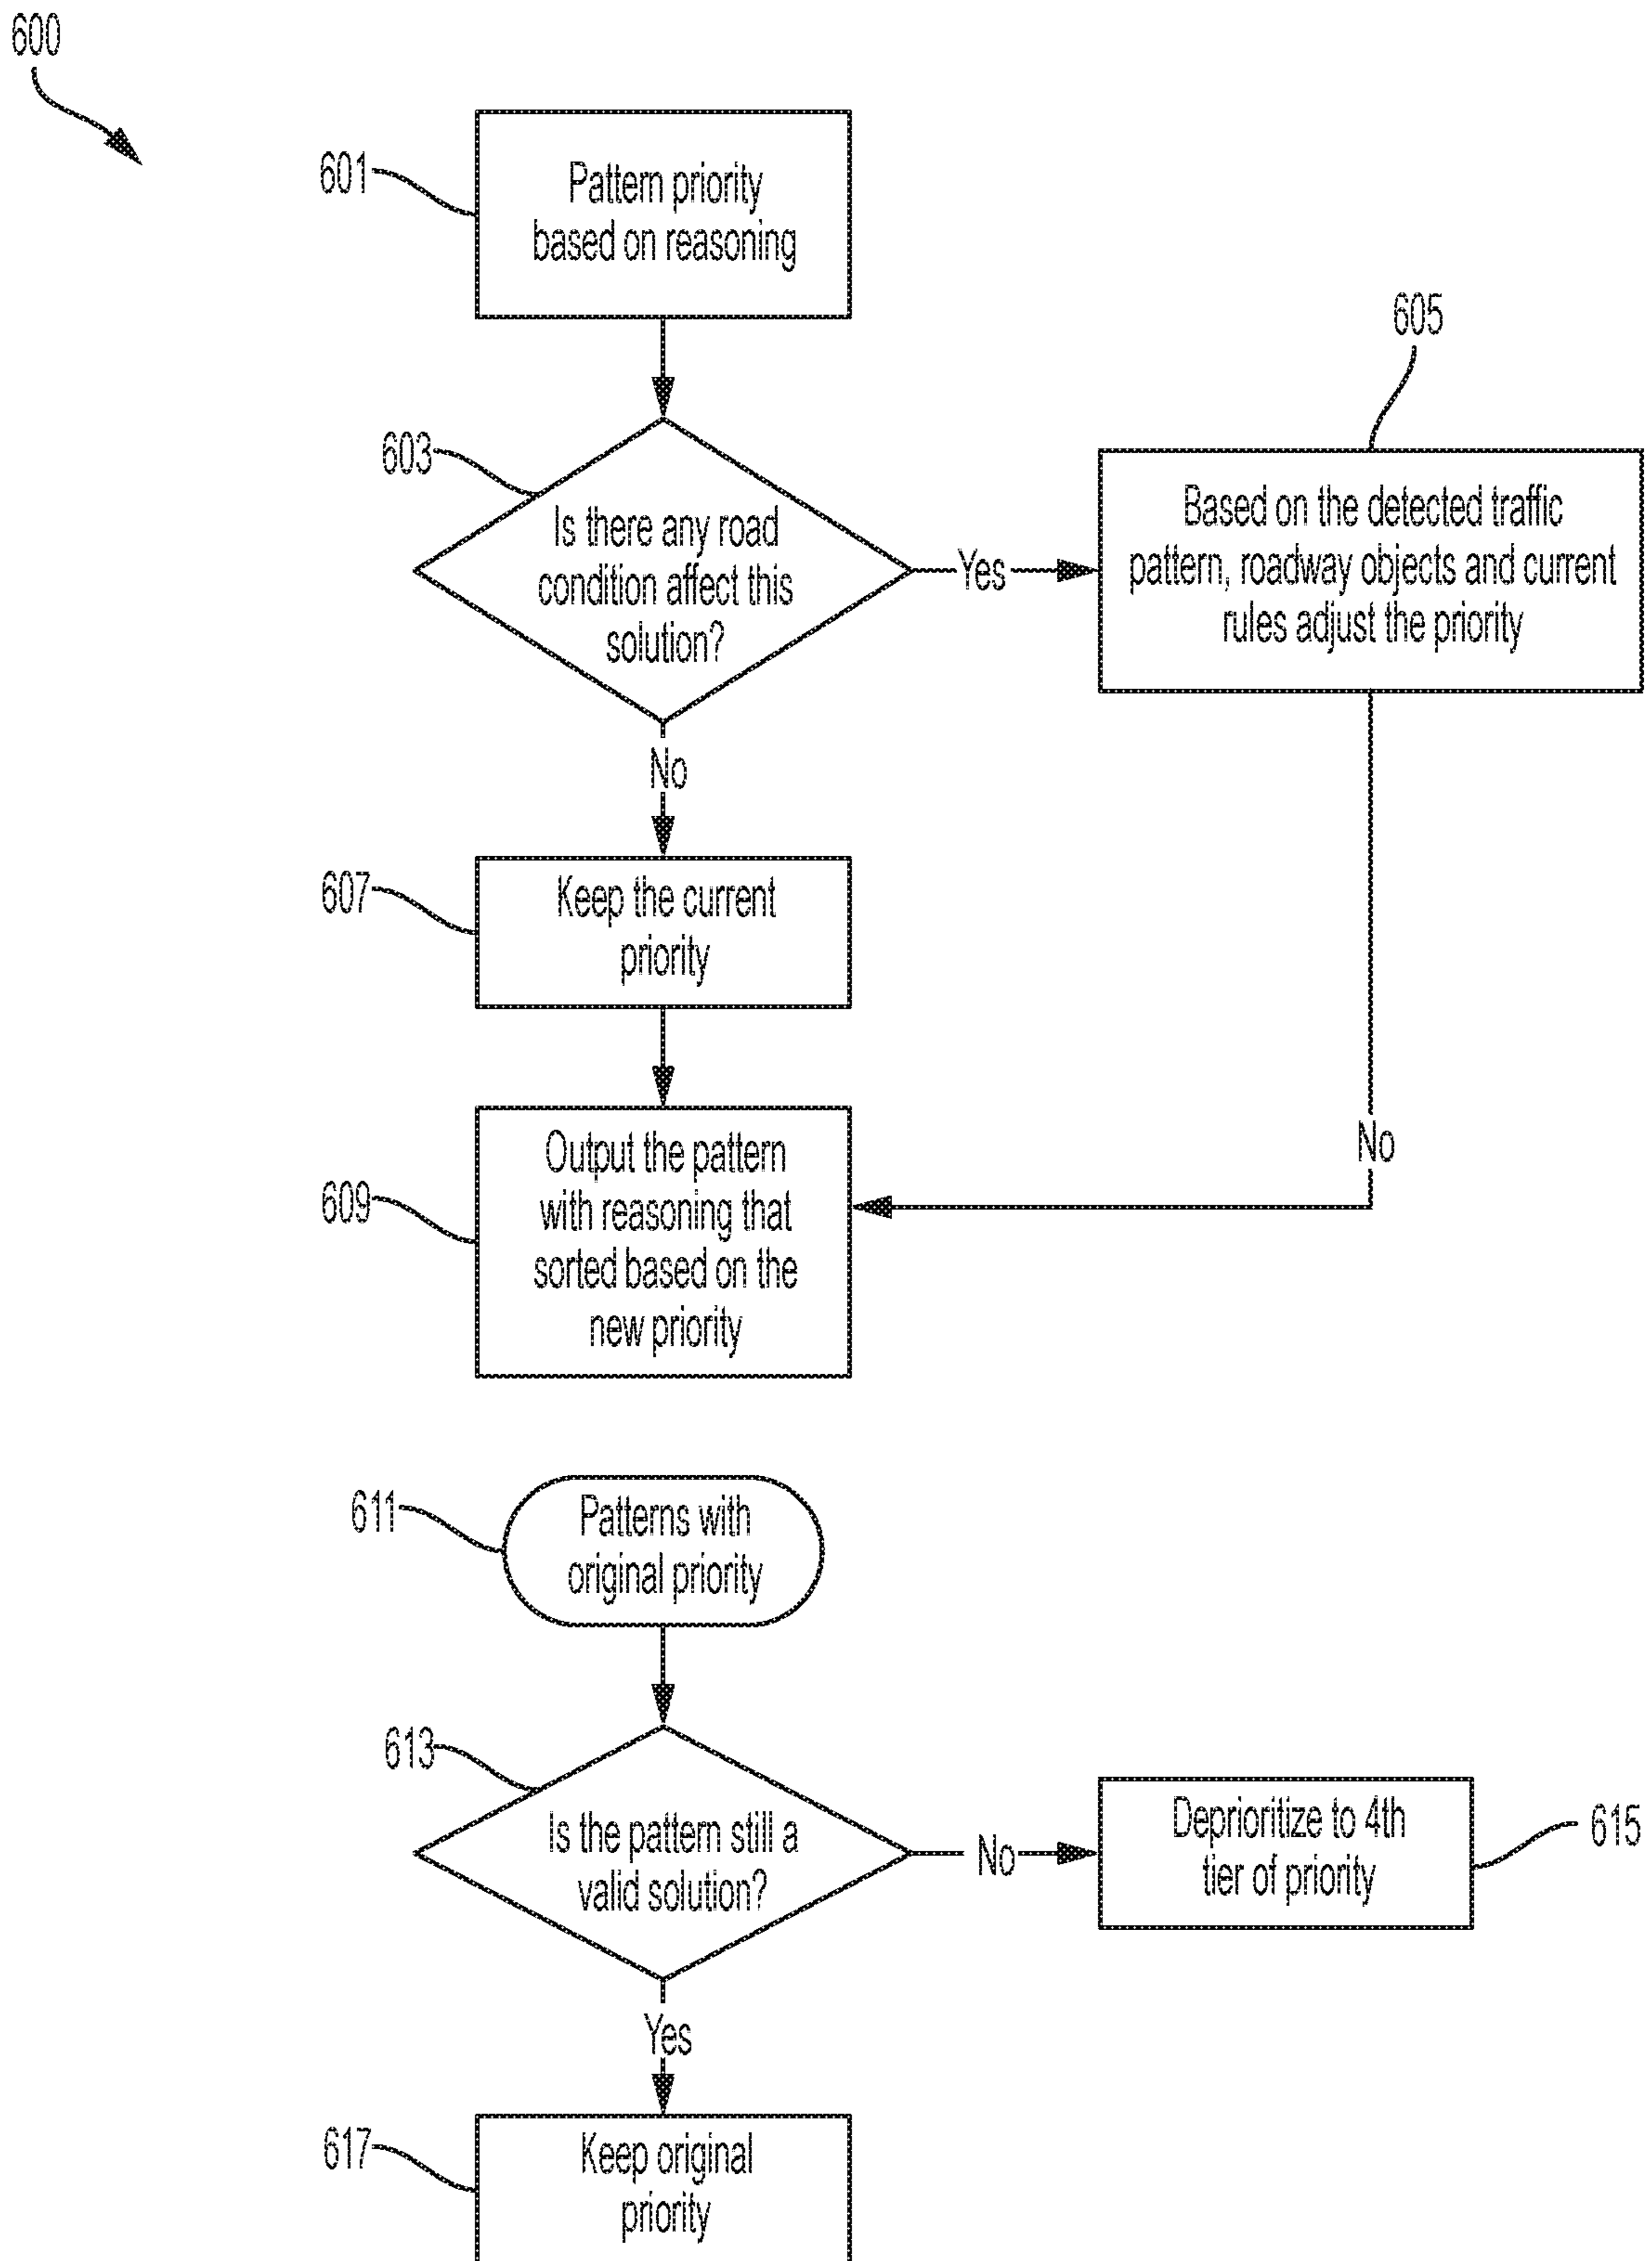 600
601
Pattern priority
based on reasoning
605
603
Is there any road
condition affect this
solution?
Yes
Based on the detected traffic
pattern, roadway objects and current
rules adjust the priority
No
607
Keep the current
priority
609
Output the pattern
with reasoning that
sorted based on the
new priority
No
611
Patterns with
original priority
613
Is the pattern still a
valid solution?
No
Deprioritize to 4th
tier of priority
615
Yes
617
Keep original
priority